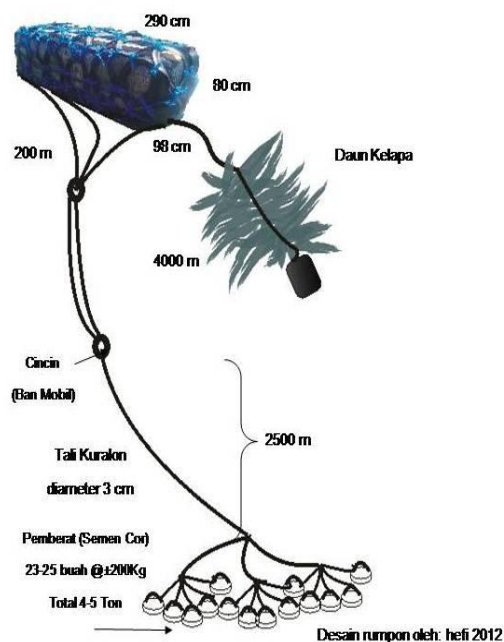 290 cm
80 cm
200 m
98 cm
Daun Kelapa
4000 m
Cincin
(Ban Mobil)
2500 m
Tali Kuralon
diameter 3 cm
Pemberat (Semen Cor)
23-25 buah @±200Kg
Total 4-5 Ton
Desain rumpon oleh: hefi 2012